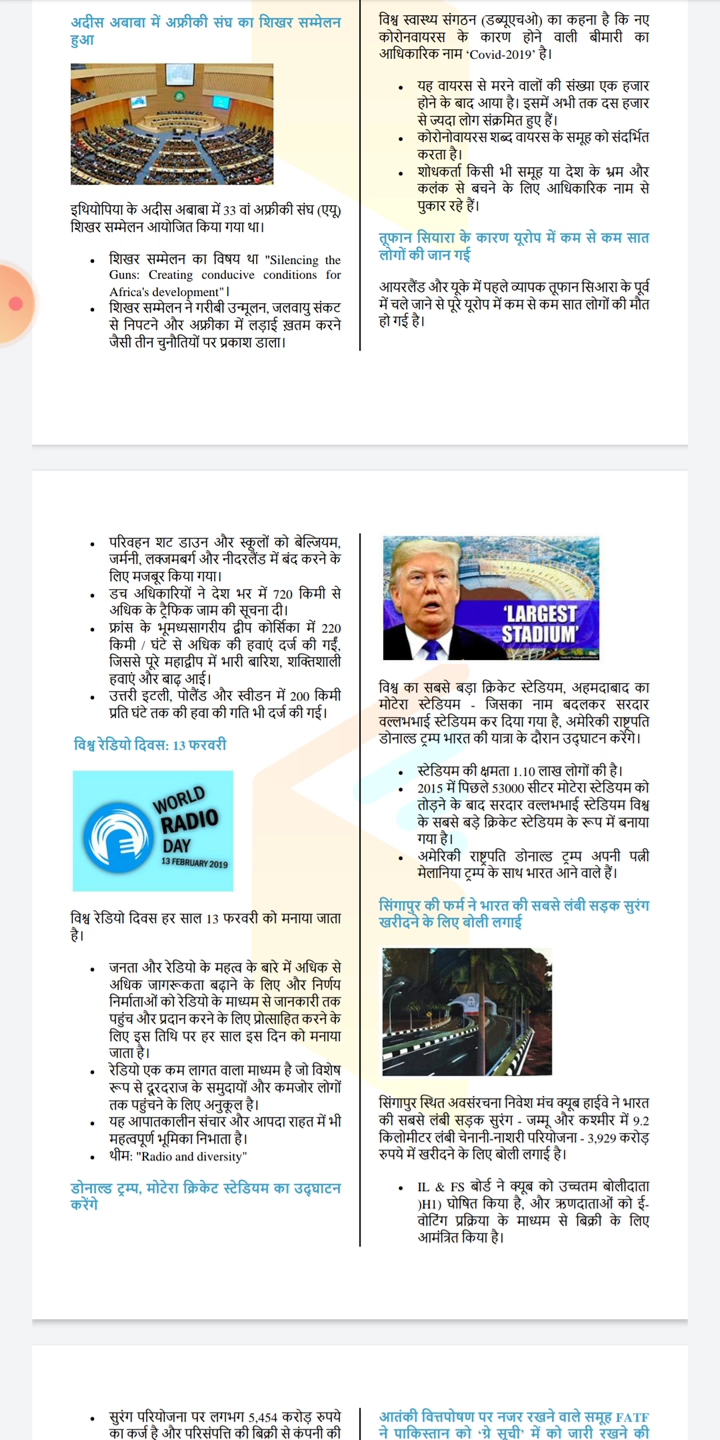 अदीस अबाबा में अफ्रीकी संघ का शिखर सम्मेलन
हुआ
इथियोपिया के अदीस अबाबा में 33 वां अफ्रीकी संघ (एयू)
शिखर सम्मेलन आयोजित किया गया था।
• शिखर सम्मेलन का विषय था "Silencing the
Guns: Creating conducive conditions for
Africa's development"।
• शिखर सम्मेलन ने गरीबी उन्मूलन, जलवायु संकट
से निपटने और अफ्रीका में लड़ाई ख़तम करने
जैसी तीन चुनौतियों पर प्रकाश डाला।
विश्व स्वास्थ्य संगठन (डब्यूएचओ) का कहना है कि नए
कोरोनवायरस के कारण होने वाली बीमारी का
आधिकारिक नाम ‘Covid-2019’ है।
• यह वायरस से मरने वालों की संख्या एक हजार
होने के बाद आया है। इसमें अभी तक दस हजार
से ज्यदा लोग संक्रमित हुए हैं।
• कोरोनोवायरस शब्द वायरस के समूह को संदर्भित
करता है।
• शोधकर्ता किसी भी समूह या देश के भ्रम और
कलंक से बचने के लिए आधिकारिक नाम से
पुकार रहे हैं।
तूफान सियारा के कारण यूरोप में कम से कम सात
लोगों की जान गई
आयरलैंड और यूके में पहले व्यापक तूफान सिआरा के पूर्व
में चले जाने से पूरे यूरोप में कम से कम सात लोगों की मौत
हो गई है।
• परिवहन शट डाउन और स्कूलों को बेल्जियम,
जर्मनी, लक्जमबर्ग और नीदरलैंड में बंद करने के
लिए मजबूर किया गया।
• डच अधिकारियों ने देश भर में 720 किमी से
अधिक के ट्रैफिक जाम की सूचना दी।
• फ्रांस के भूमध्यसागरीय द्वीप कोर्सिका में 220
किमी / घंटे से अधिक की हवाएं दर्ज की गईं,
जिससे पूरे महाद्वीप में भारी बारिश, शक्तिशाली
हवाएं और बाढ़ आई।
• उत्तरी इटली, पोलैंड और स्वीडन में 200 किमी
प्रति घंटे तक की हवा की गति भी दर्ज की गई।
विश्व रेडियो दिवस: 13 फरवरी
WORLD
RADIO
DAY
13 FEBRUARY 2019
विश्व रेडियो दिवस हर साल 13 फरवरी को मनाया जाता
है।
• जनता और रेडियो के महत्व के बारे में अधिक से
अधिक जागरूकता बढ़ाने के लिए और निर्णय
निर्माताओं को रेडियो के माध्यम से जानकारी तक
पहुंच और प्रदान करने के लिए प्रोत्साहित करने के
लिए इस तिथि पर हर साल इस दिन को मनाया
जाता है।
• रेडियो एक कम लागत वाला माध्यम है जो विशेष
रूप से दूरदराज के समुदायों और कमजोर लोगों
तक पहुंचने के लिए अनुकूल है।
• यह आपातकालीन संचार और आपदा राहत में भी
महत्वपूर्ण भूमिका निभाता है।
• थीम: "Radio and diversity"
डोनाल्ड ट्रम्प, मोटेरा क्रिकेट स्टेडियम का उद्घाटन
करेंगे
‘LARGEST
STADIUM’
विश्व का सबसे बड़ा क्रिकेट स्टेडियम, अहमदाबाद का
मोटेरा स्टेडियम - जिसका नाम बदलकर सरदार
वल्लभभाई स्टेडियम कर दिया गया है, अमेरिकी राष्ट्रपति
डोनाल्ड ट्रम्प भारत की यात्रा के दौरान उद्घाटन करेंगे।
• स्टेडियम की क्षमता 1.10 लाख लोगों की है।
• 2015 में पिछले 53000 सीटर मोटेरा स्टेडियम को
तोड़ने के बाद सरदार वल्लभभाई स्टेडियम विश्व
के सबसे बड़े क्रिकेट स्टेडियम के रूप में बनाया
गया है।
• अमेरिकी राष्ट्रपति डोनाल्ड ट्रम्प अपनी पत्नी
मेलानिया ट्रम्प के साथ भारत आने वाले हैं।
सिंगापुर की फर्म ने भारत की सबसे लंबी सड़क सुरंग
खरीदने के लिए बोली लगाई
सिंगापुर स्थित अवसंरचना निवेश मंच क्यूब हाईवे ने भारत
की सबसे लंबी सड़क सुरंग - जम्मू और कश्मीर में 9.2
किलोमीटर लंबी चेनानी-नाशरी परियोजना - 3,929 करोड़
रुपये में खरीदने के लिए बोली लगाई है।
• IL & FS बोर्ड ने क्यूब को उच्चतम बोलीदाता
)H1) घोषित किया है, और ऋणदाताओं को ई-
वोटिंग प्रक्रिया के माध्यम से बिक्री के लिए
आमंत्रित किया है।
• सुरंग परियोजना पर लगभग 5,454 करोड़ रुपये
का कर्ज है और परिसंपत्ति की बिक्री से कंपनी की
आतंकी वित्तपोषण पर नजर रखने वाले समूह FATF
ने पाकिस्तान को ‘ग्रे सूची’ में को जारी रखने की